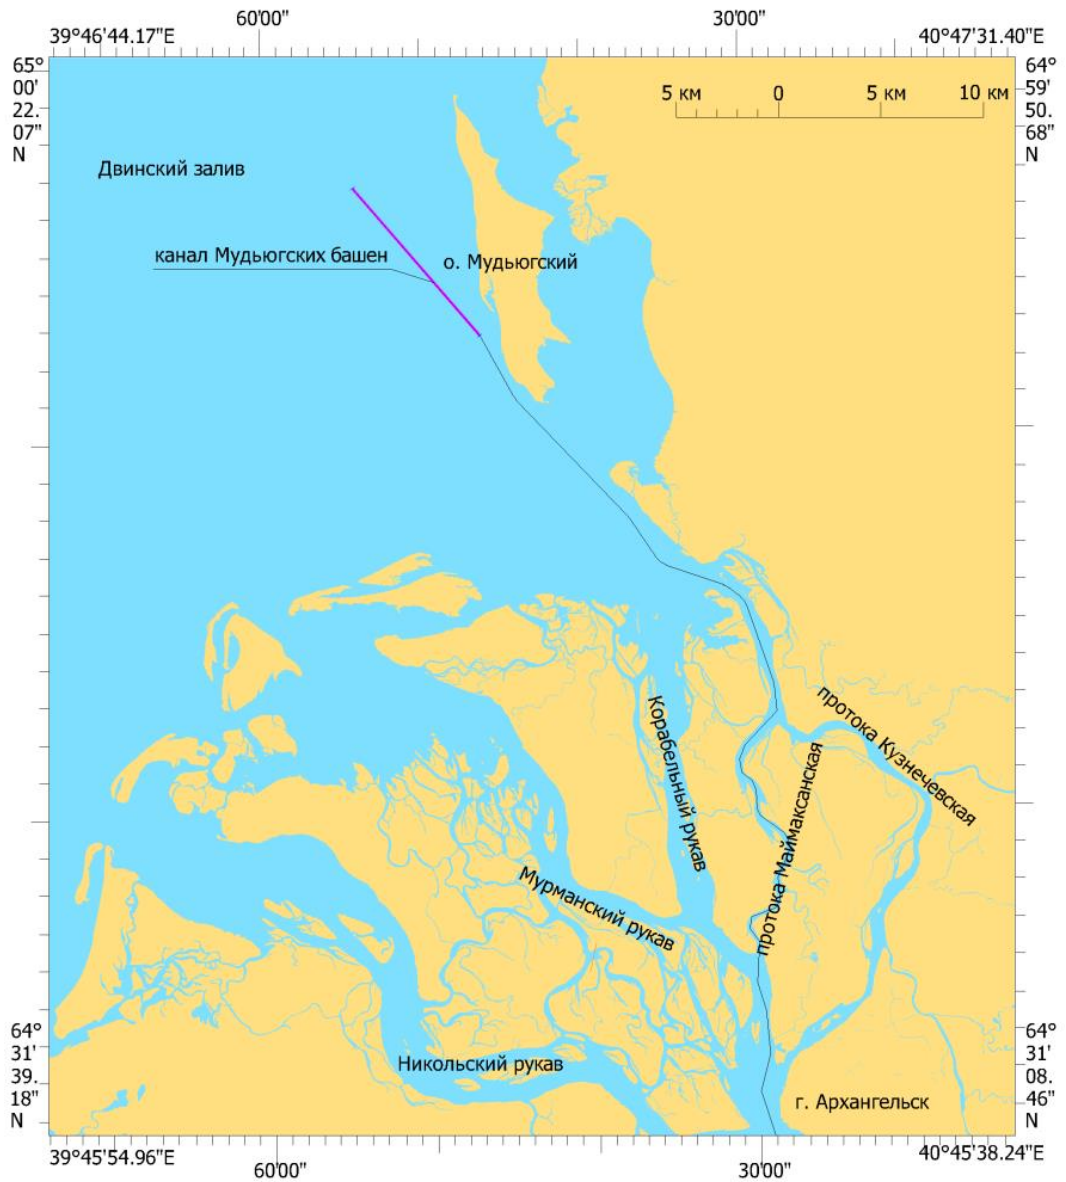 60'00"
30'00"
39°46'44.17"E
40°47'31.40"E
65°
00'
22.
07"
N
64°
59'
50.
68"
N
5 км 0 5 км 10 км
Двинский залив
канал Мудьюгских башен
о. Мудьюгский
Корабельный рукав
протока Кузнечевская
протока Маймаксанская
Мурманский рукав
Никольский рукав
г. Архангельск
64°
31'
39.
18"
N
64°
31'
08.
46"
N
39°45'54.96"E
40°45'38.24"E
60'00"
30'00"